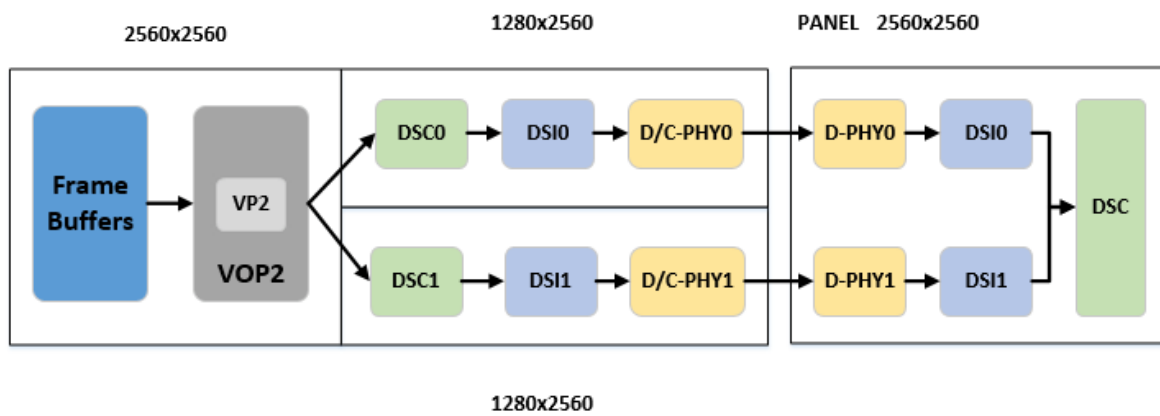 2560x2560
1280x2560
PANEL 2560x2560
Frame
Buffers
VP2
VOP2
DSC0
DSI0
D/C-PHY0
D-PHY0
DSI0
DSC
DSC1
DSI1
D/C-PHY1
D-PHY1
DSI1
1280x2560